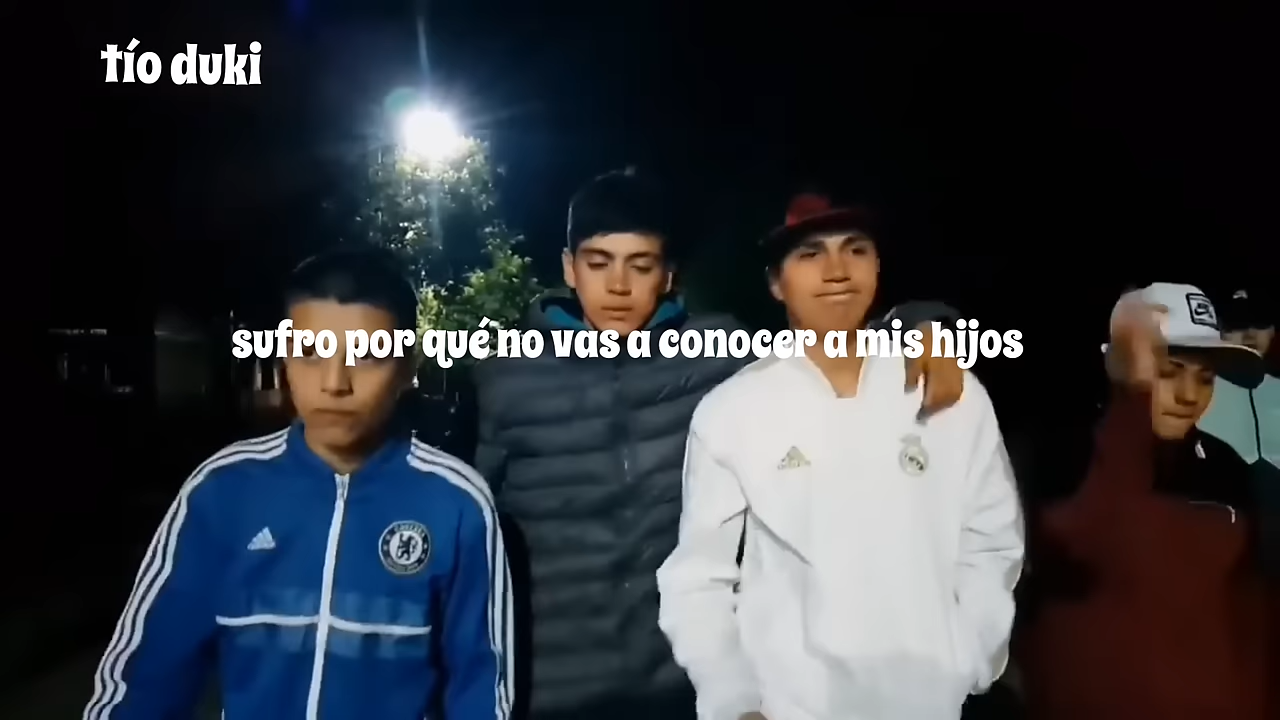 tío duki
sufro por qué no vas a conocer a mis hijos